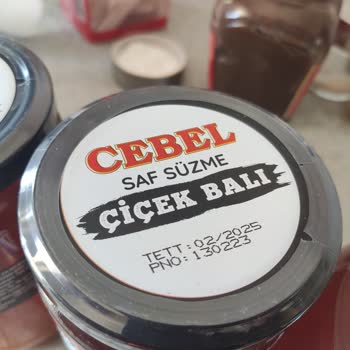 CEBEL
SAF SÜZME
ÇİÇEK BALI
TETT:02/2025
PNO:130223